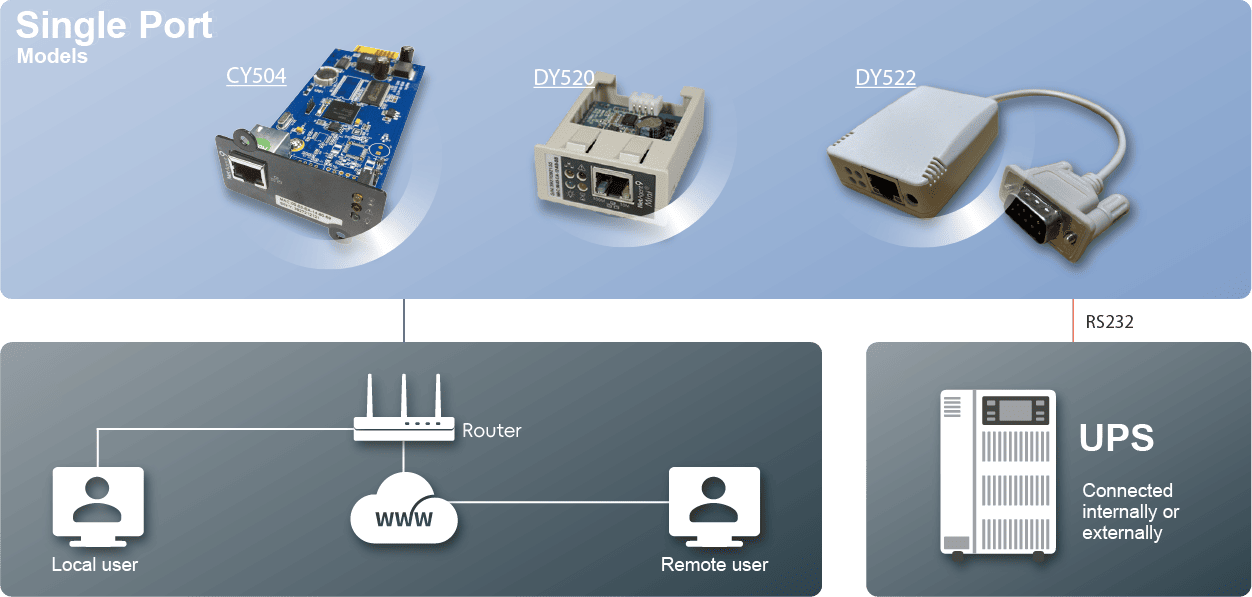 Single Port
Models
CY504
DY520
DY522
RS232
Router
WWW
Local user
Remote user
UPS
Connected
internally or
externally